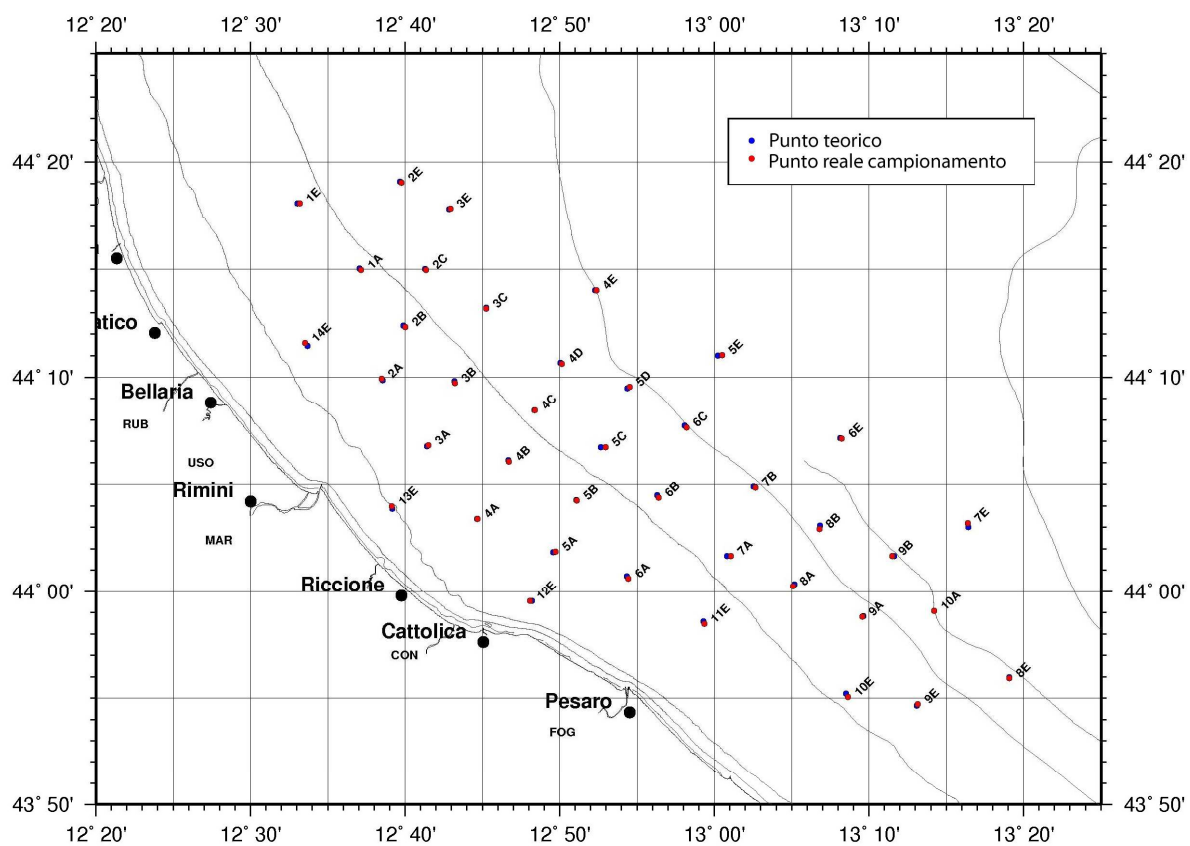 12° 20'
12° 30'
12° 40'
12° 50'
13° 00'
13° 10'
13° 20'
Punto teorico
Punto reale campionamento
44° 20'
44° 20'
2E
1E
3E
1A
2C
4E
3C
2B
14E
atico
4D
5E
2A
3B
5D
44° 10'
44° 10'
Bellaria
RUB
4C
6C
3A
5C
6E
4B
USO
Rimini
7B
13E
5B
6B
4A
8B
7E
MAR
5A
7A
9B
6A
8A
Riccione
12E
44° 00'
44° 00'
10A
9A
11E
Cattolica
CON
8E
10E
9E
Pesaro
FOG
43° 50'
43° 50'
12° 20'
12° 30'
12° 40'
12° 50'
13° 00'
13° 10'
13° 20'